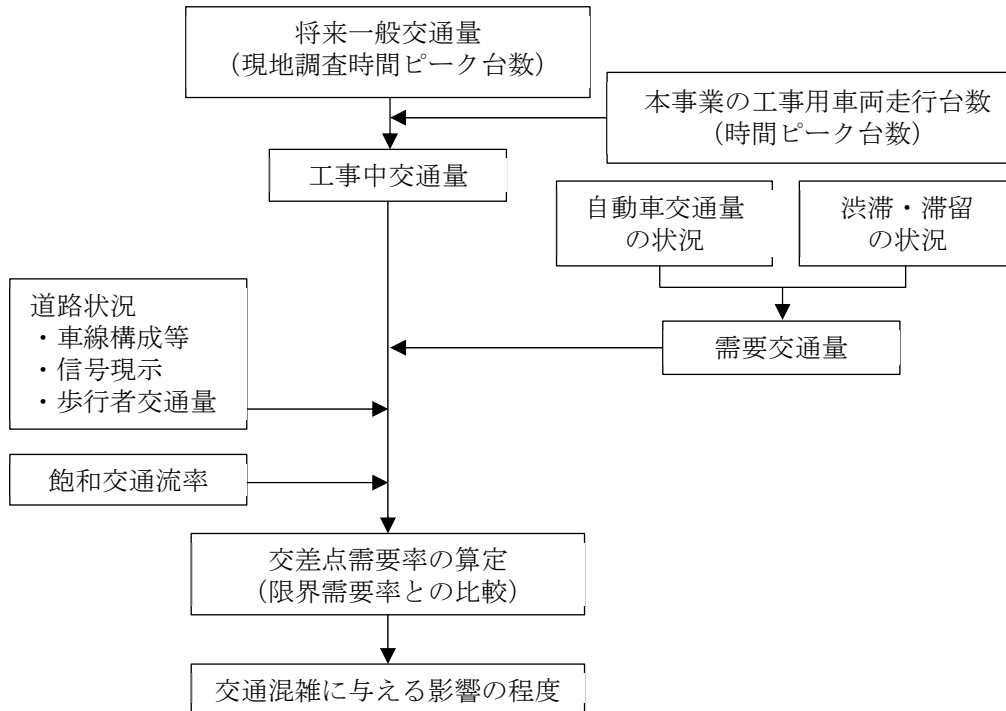 将来一般交通量
(現地調査時間ピーク台数)
本事業の工事用車両走行台数
(時間ピーク台数)
工事中交通量
自動車交通量
の状況
渋滞・滞留
の状況
道路状況
・車線構成等
・信号現示
・歩行者交通量
需要交通量
飽和交通流率
交差点需要率の算定
(限界需要率との比較)
交通混雑に与える影響の程度